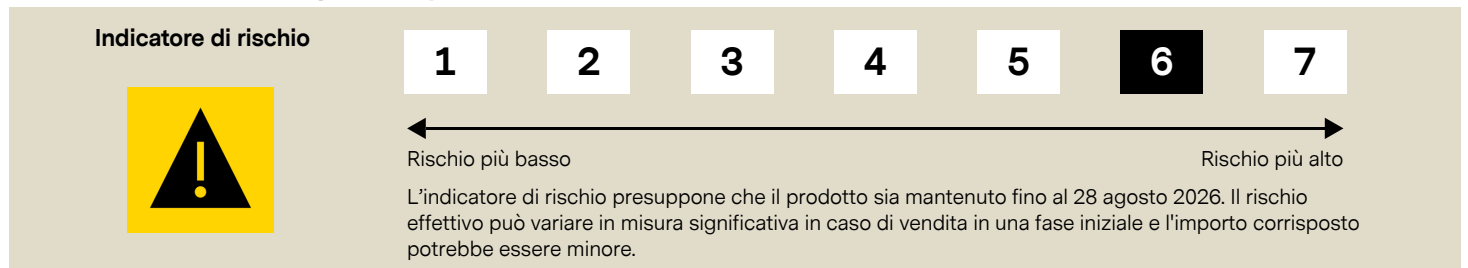 Indicatore di rischio
1 2 3 4 5 6 7
Rischio più basso Rischio più alto
L’indicatore di rischio presuppone che il prodotto sia mantenuto fino al 28 agosto 2026. Il rischio
effettivo può variare in misura significativa in caso di vendita in una fase iniziale e l'importo corrisposto
potrebbe essere minore.